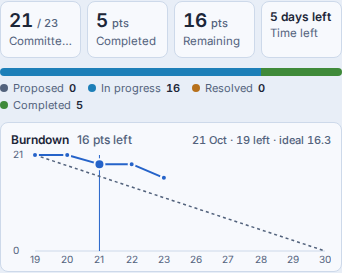 21 / 23
Committe...
5 pts
Completed
16 pts
Remaining
5 days left
Time left
Proposed 0 In progress 16 Resolved 0
Completed 5
Burndown 16 pts left 21 Oct · 19 left · ideal 16.3
21
0
19 20 21 22 23 26 27 28 29 30